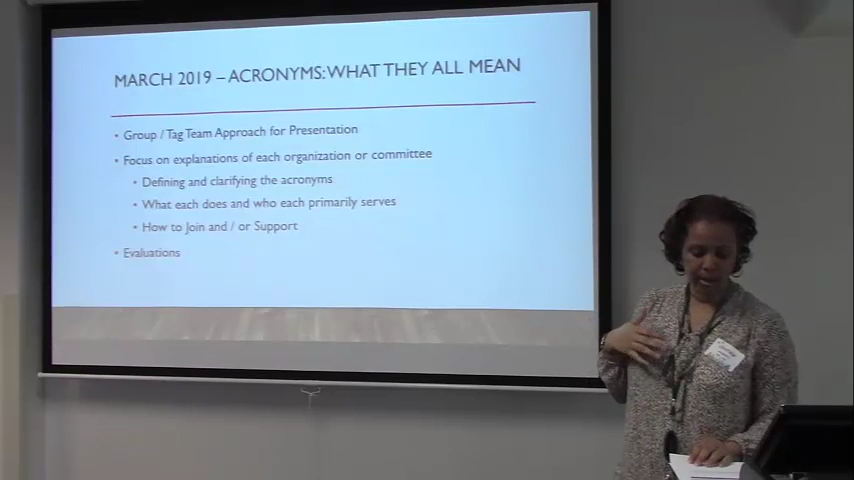 MARCH 2019 – ACRONYMS: WHAT THEY ALL MEAN
• Group / Tag Team Approach for Presentation
• Focus on explanations of each organization or committee
• Defining and clarifying the acronyms
• What each does and who each primarily serves
• How to Join and / or Support
• Evaluations